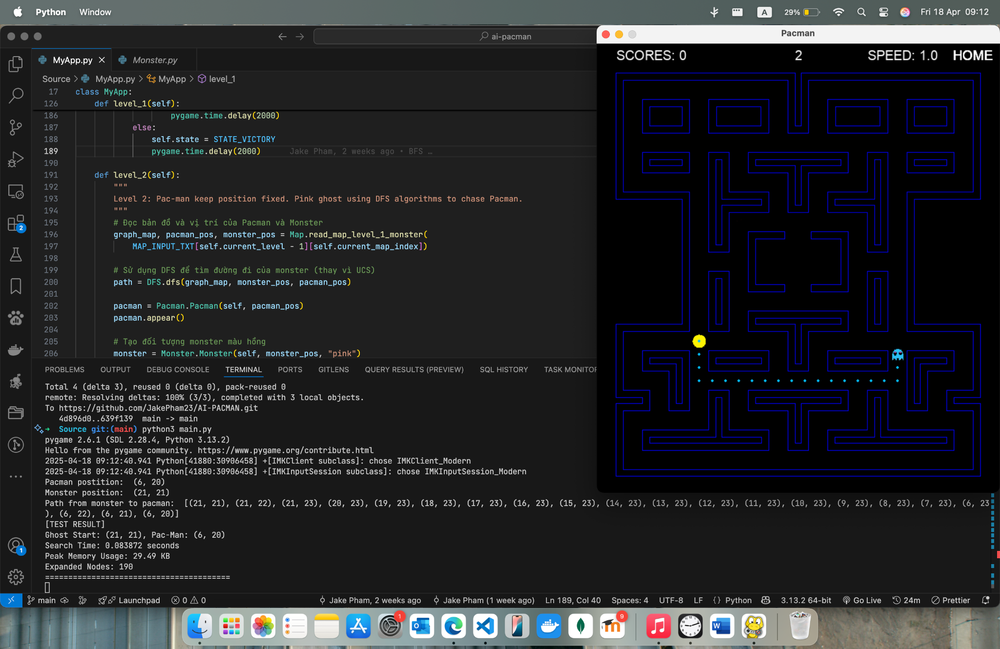 Python Window
A 29% Fri 18 Apr 09:12
ai-pacman
MyApp.py Monster.py
Source > MyApp.py > MyApp > level_1
17 class MyApp:
126 def level_1(self):
186 pygame.time.delay(2000)
187 else:
188 self.state = STATE_VICTORY
189 pygame.time.delay(2000) Jake Pham, 2 weeks ago • BFS …
190
191 def level_2(self):
192 """
193 Level 2: Pac-man keep position fixed. Pink ghost using DFS algorithms to chase Pacman.
194 """
195 # Đọc bản đồ và vị trí của Pacman và Monster
196 graph_map, pacman_pos, monster_pos = Map.read_map_level_1_monster(
197 MAP_INPUT_TXT[self.current_level - 1][self.current_map_index])
198
199 # Sử dụng DFS để tìm đường đi của monster (thay vì UCS)
200 path = DFS.dfs(graph_map, monster_pos, pacman_pos)
201
202 pacman = Pacman.Pacman(self, pacman_pos)
203 pacman.appear()
204
205 # Tạo đối tượng monster màu hồng
206 monster = Monster.Monster(self, monster_pos, "pink")
2
PROBLEMS OUTPUT DEBUG CONSOLE TERMINAL PORTS GITLENS QUERY RESULTS (PREVIEW) SQL HISTORY TASK MONITOR
Total 4 (delta 3), reused 0 (delta 0), pack-reused 0
remote: Resolving deltas: 100% (3/3), completed with 3 local objects.
To https://github.com/JakePham23/AI-PACMAN.git
4d896d0..639f139 main -> main
➜ Source git:(main) python3 main.py
pygame 2.6.1 (SDL 2.28.4, Python 3.13.2)
Hello from the pygame community. https://www.pygame.org/contribute.html
2025-04-18 09:12:40.941 Python[41880:30906458] +[IMKClient subclass]: chose IMKClient_Modern
2025-04-18 09:12:40.941 Python[41880:30906458] +[IMKInputSession subclass]: chose IMKInputSession_Modern
Pacman postition: (6, 20)
Monster position: (21, 21)
Path from monster to pacman: [(21, 21), (21, 22), (21, 23), (20, 23), (19, 23), (18, 23), (17, 23), (16, 23), (15, 23), (14, 23), (13, 23), (12, 23), (11, 23), (10, 23), (9, 23), (8, 23), (7, 23), (6, 23
), (6, 22), (6, 21), (6, 20)]
[TEST RESULT]
Ghost Start: (21, 21), Pac-Man: (6, 20)
Search Time: 0.083872 seconds
Peak Memory Usage: 29.49 KB
Expanded Nodes: 190
========================================
1
main Launchpad 0 0 Jake Pham, 2 weeks ago Jake Pham (1 week ago) Ln 189, Col 40 Spaces: 4 UTF-8 LF {} Python 3.13.2 64-bit Go Live 24m Prettier
Pacman
SCORES: 0 2 SPEED: 1.0 HOME
1
9
W